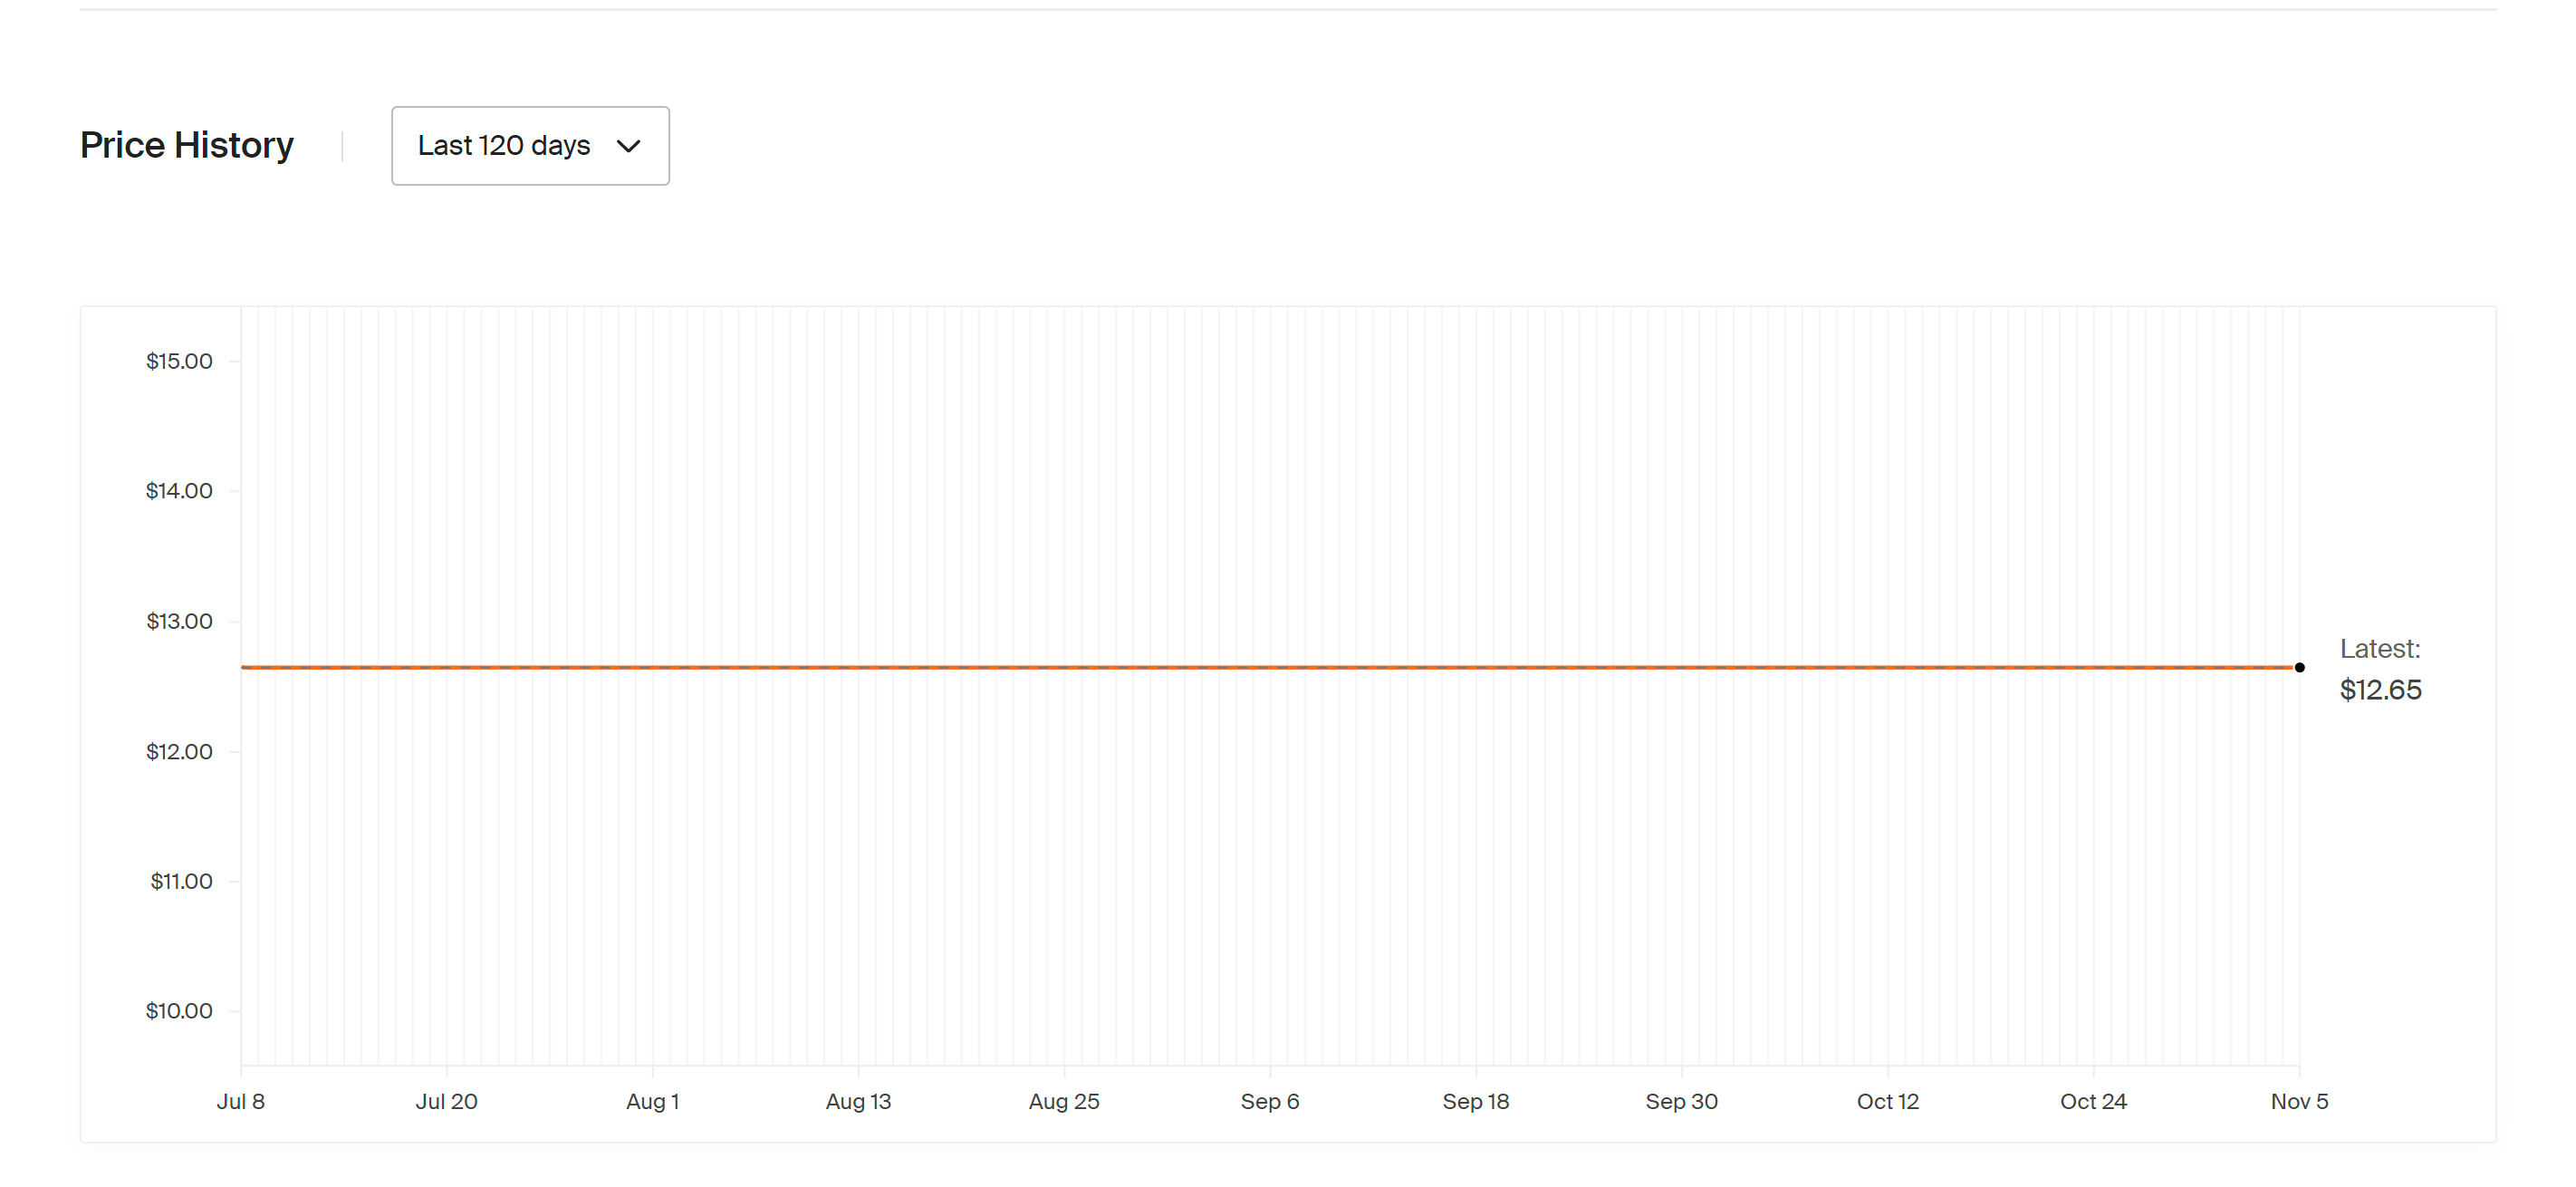 Price History
Last 120 days
$15.00
$14.00
$13.00
Latest:
$12.65
$12.00
$11.00
$10.00
Jul 8 Jul 20 Aug 1 Aug 13 Aug 25 Sep 6 Sep 18 Sep 30 Oct 12 Oct 24 Nov 5